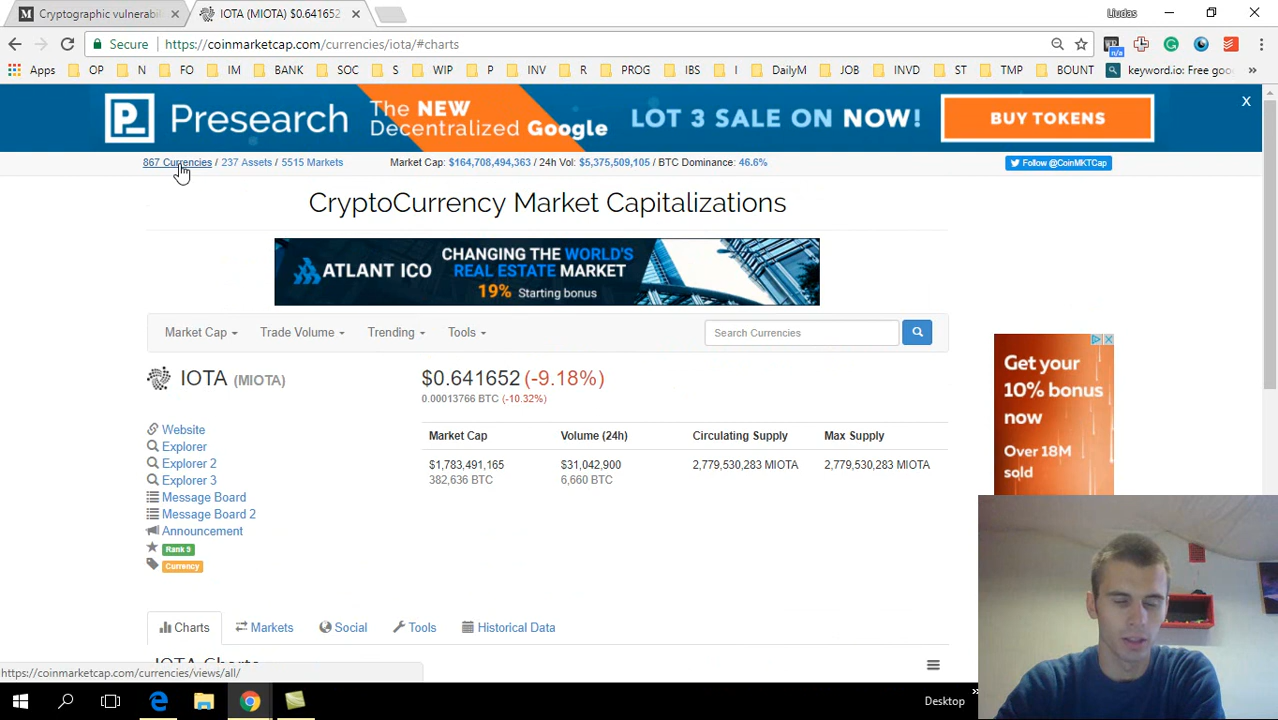 Cryptographic vulnerabil
IOTA (MIOTA) $0.641652
Liudas
Secure
https://coinmarketcap.com/currencies/iota/#charts
n/a
Apps OP N FO IM BANK SOC S WIP P INV R PROG IBS I DailyM JOB INVD ST TMP BOUNT keyword.io: Free goo
Presearch
The NEW
Decentralized Google
LOT 3 SALE ON NOW!
BUY TOKENS
X
867 Currencies / 237 Assets / 5515 Markets
Market Cap: $164,708,494,363 / 24h Vol: $5,375,509,105 / BTC Dominance: 46.6%
Follow @CoinMKTCap
CryptoCurrency Market Capitalizations
ATLANT ICO
CHANGING THE WORLD'S
REAL ESTATE MARKET
19% Starting bonus
Market Cap Trade Volume Trending Tools
Search Currencies
IOTA (MIOTA)
$0.641652 (-9.18%)
0.00013766 BTC (-10.32%)
Website
Explorer
Explorer 2
Explorer 3
Message Board
Message Board 2
Announcement
Rank 9
Currency
Market Cap Volume (24h) Circulating Supply Max Supply
$1,783,491,165 $31,042,900 2,779,530,283 MIOTA 2,779,530,283 MIOTA
382,636 BTC 6,660 BTC
Get your
10% bonus
now
Over 18M
sold
Charts Markets Social Tools Historical Data
IOTA Charts
https://coinmarketcap.com/currencies/views/all/
Desktop